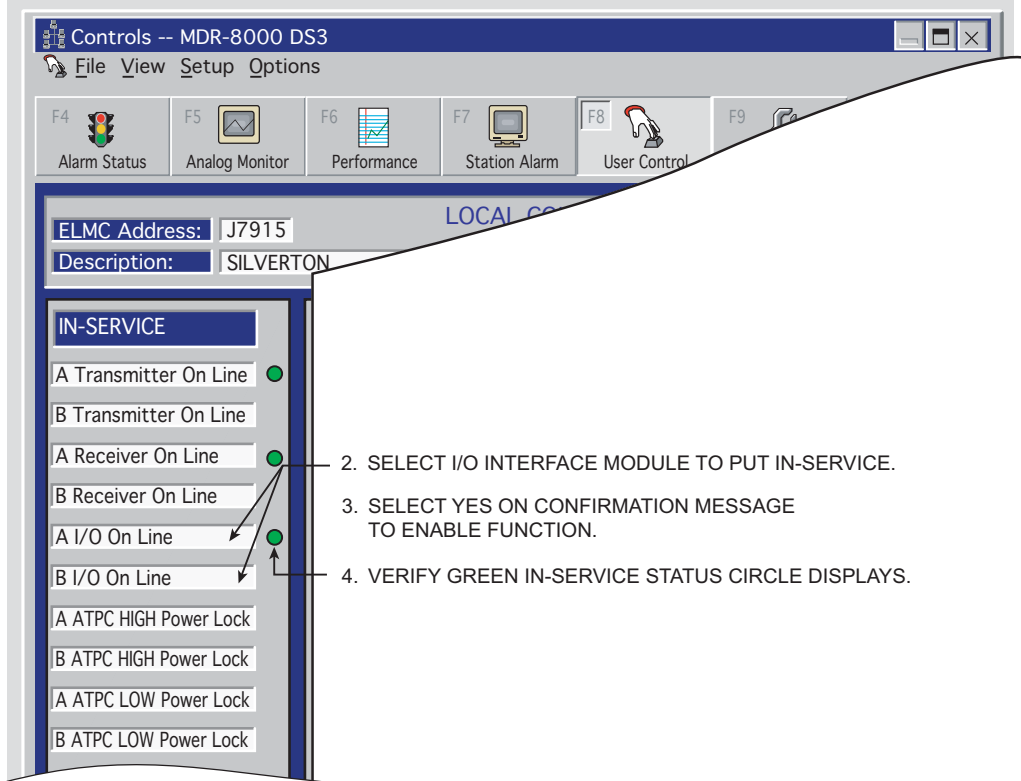 Controls -- MDR-8000 DS3
File View Setup Options
F4 F5 F6 F7 F8 F9
Alarm Status Analog Monitor Performance Station Alarm User Control
LOCAL
ELMC Address: J7915
Description: SILVERTON
IN-SERVICE
A Transmitter On Line
B Transmitter On Line
A Receiver On Line
2. SELECT I/O INTERFACE MODULE TO PUT IN-SERVICE.
B Receiver On Line
3. SELECT YES ON CONFIRMATION MESSAGE
TO ENABLE FUNCTION.
A I/O On Line
B I/O On Line
4. VERIFY GREEN IN-SERVICE STATUS CIRCLE DISPLAYS.
A ATPC HIGH Power Lock
B ATPC HIGH Power Lock
A ATPC LOW Power Lock
B ATPC LOW Power Lock